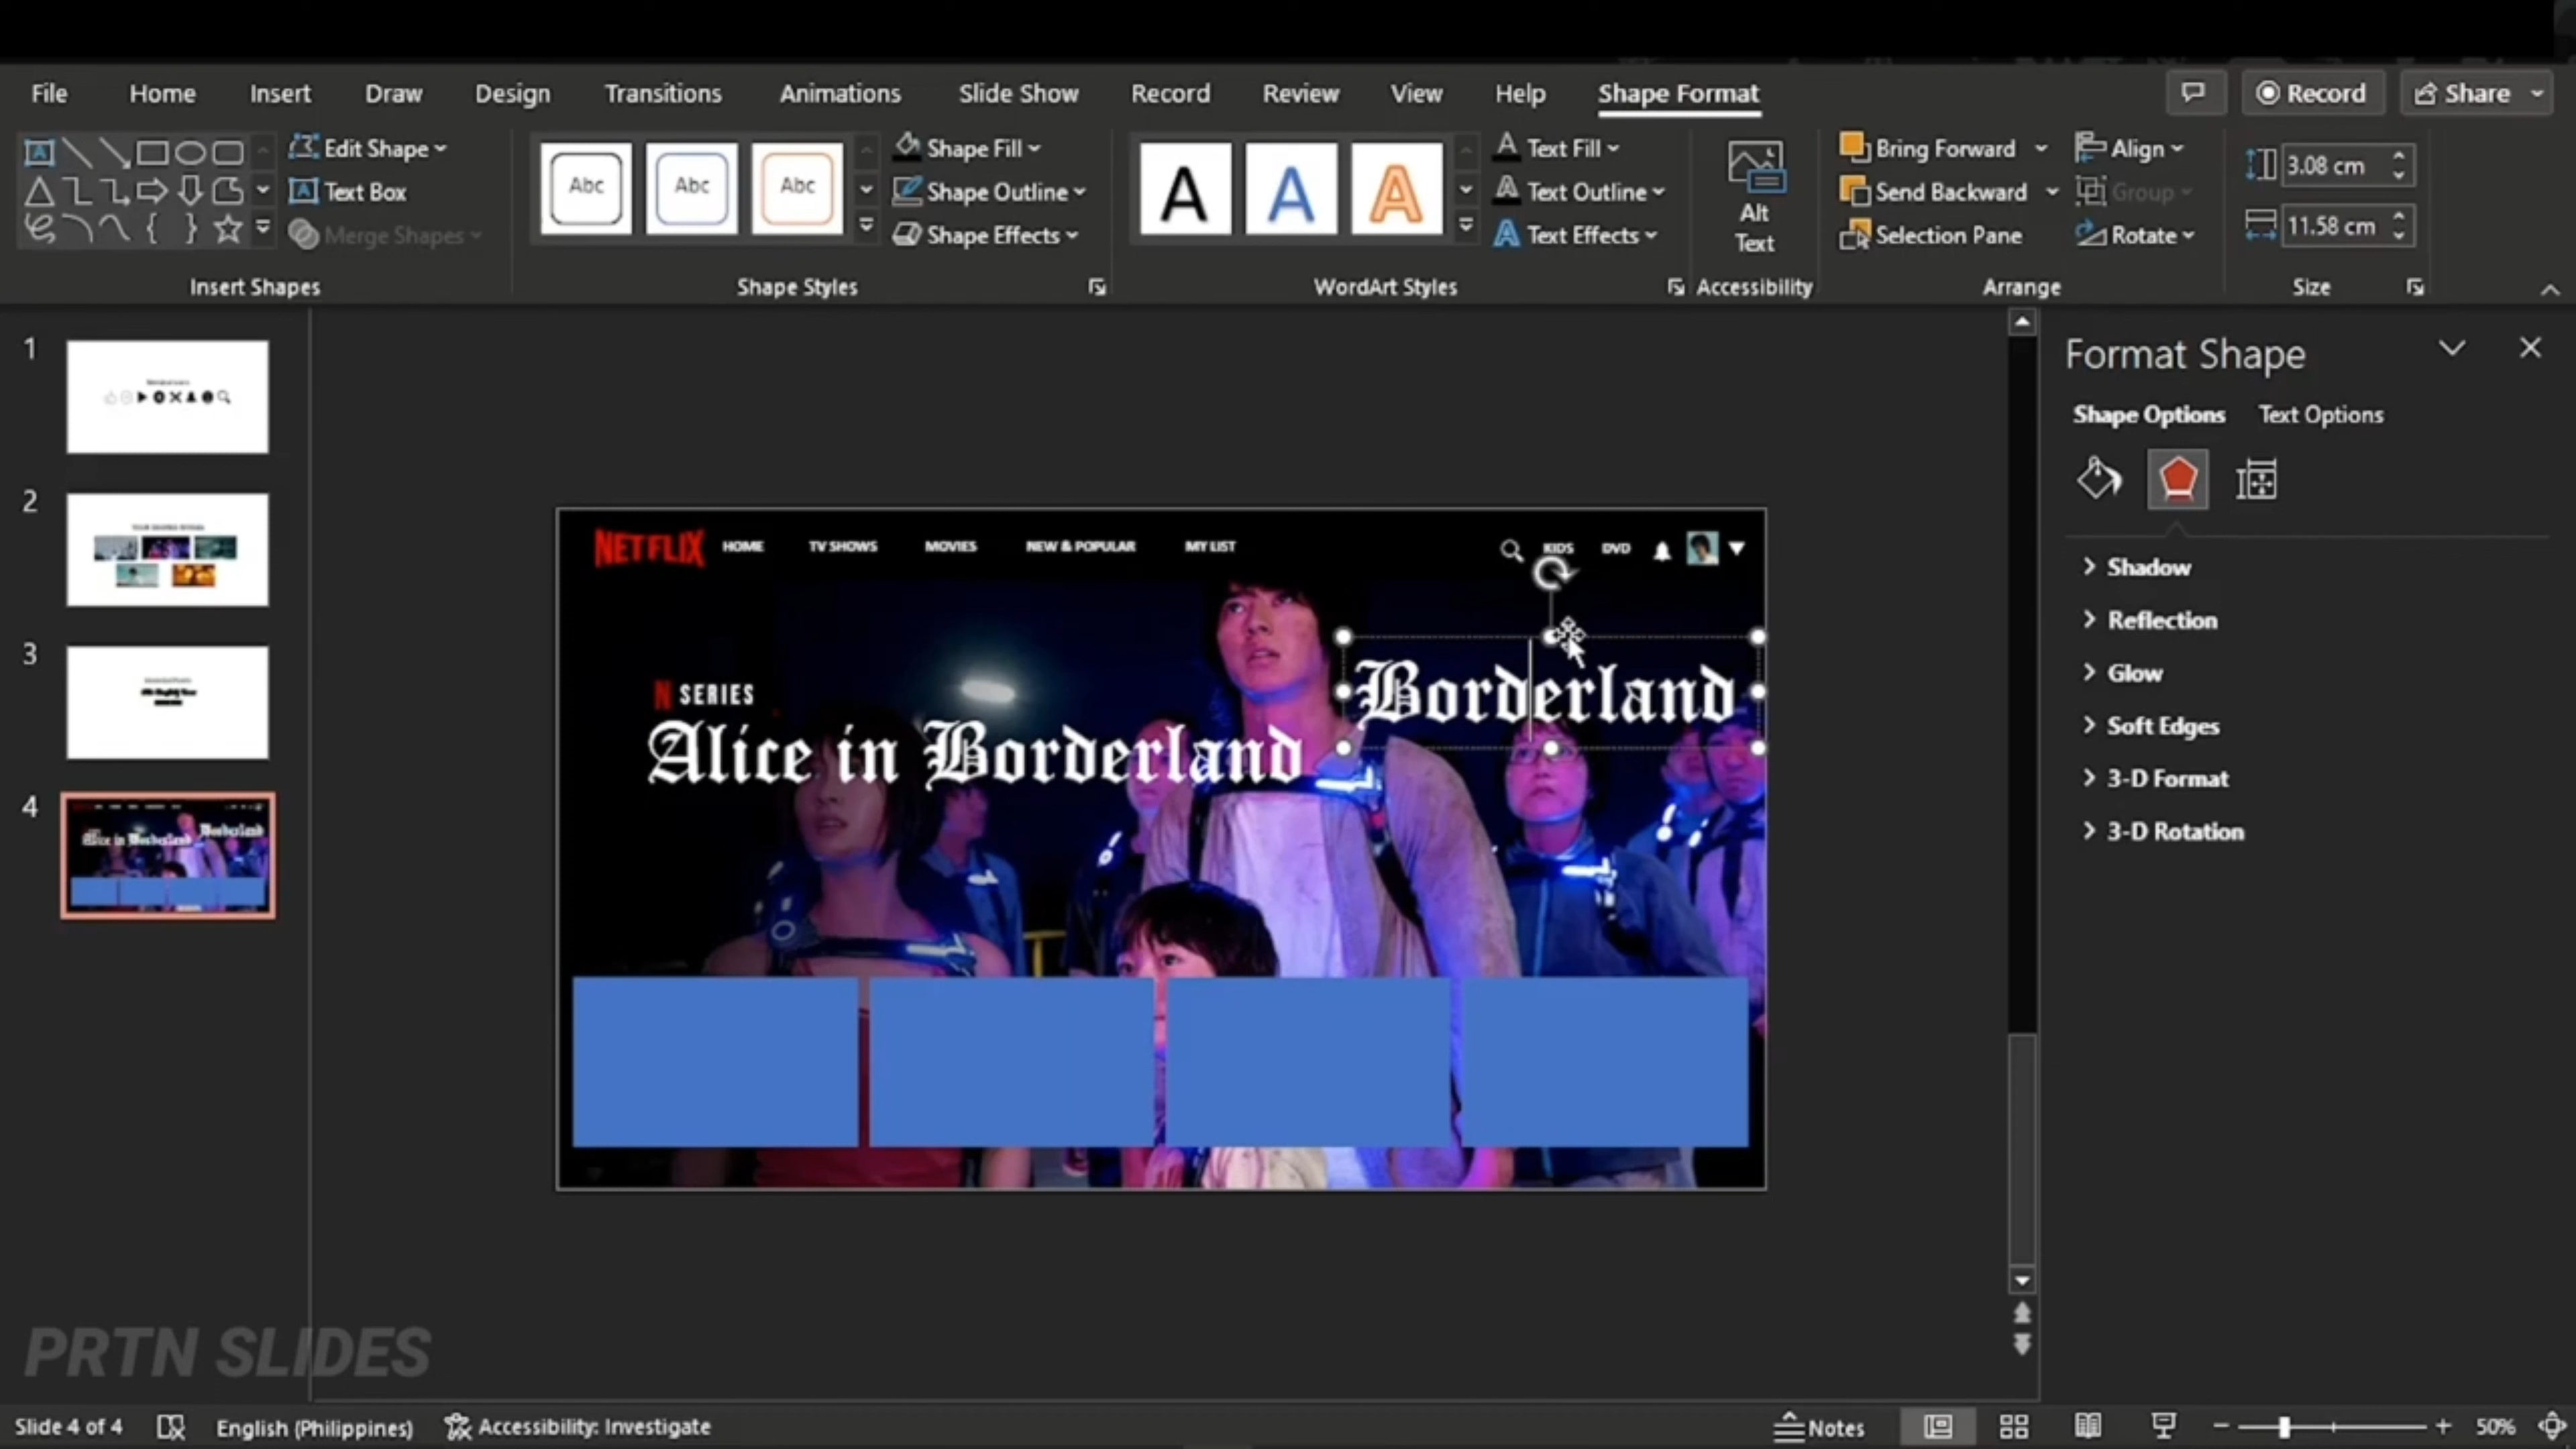 File Home Insert Draw Design Transitions Animations Slide Show Record Review View Help Shape Format Record Share
Edit Shape
Text Box
Merge Shapes
Insert Shapes
Abc Abc Abc
Shape Fill
Shape Outline
Shape Effects
Shape Styles
A A A
Text Fill
Text Outline
Text Effects
WordArt Styles
Alt
Text
Accessibility
Bring Forward
Send Backward
Selection Pane
Align
Group
Rotate
Arrange
3.08 cm
11.58 cm
Size
1
2
3
4
Alice in Borderland
Borderland
NETFLIX HOME TV SHOWS MOVIES NEW & POPULAR MY LIST KIDS DVD
Borderland
N SERIES
Alice in Borderland
Format Shape
Shape Options Text Options
Shadow
Reflection
Glow
Soft Edges
3-D Format
3-D Rotation
PRTN SLIDES
Slide 4 of 4 English (Philippines) Accessibility: Investigate Notes 50%